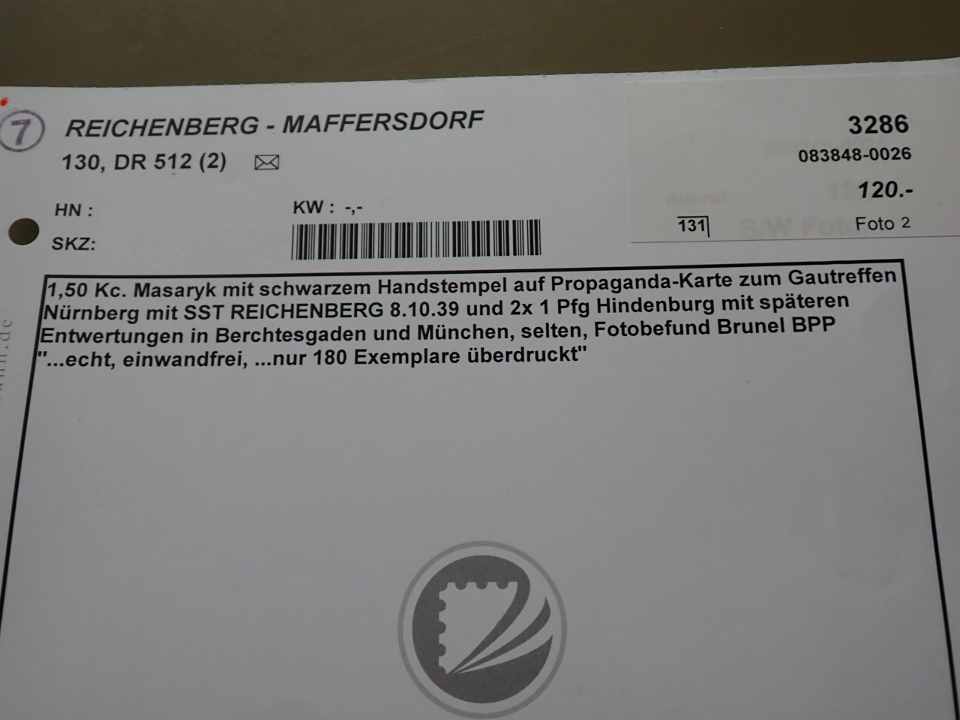 7
REICHENBERG - MAFFERSDORF
3286
130, DR 512 (2)
083848-0026
120.-
HN :
KW : -,-
SKZ:
131
Foto 2
1,50 Kc. Masaryk mit schwarzem Handstempel auf Propaganda-Karte zum Gautreffen
Nürnberg mit SST REICHENBERG 8.10.39 und 2x 1 Pfg Hindenburg mit späteren
Entwertungen in Berchtesgaden und München, selten, Fotobefund Brunel BPP
"...echt, einwandfrei, ...nur 180 Exemplare überdruckt"